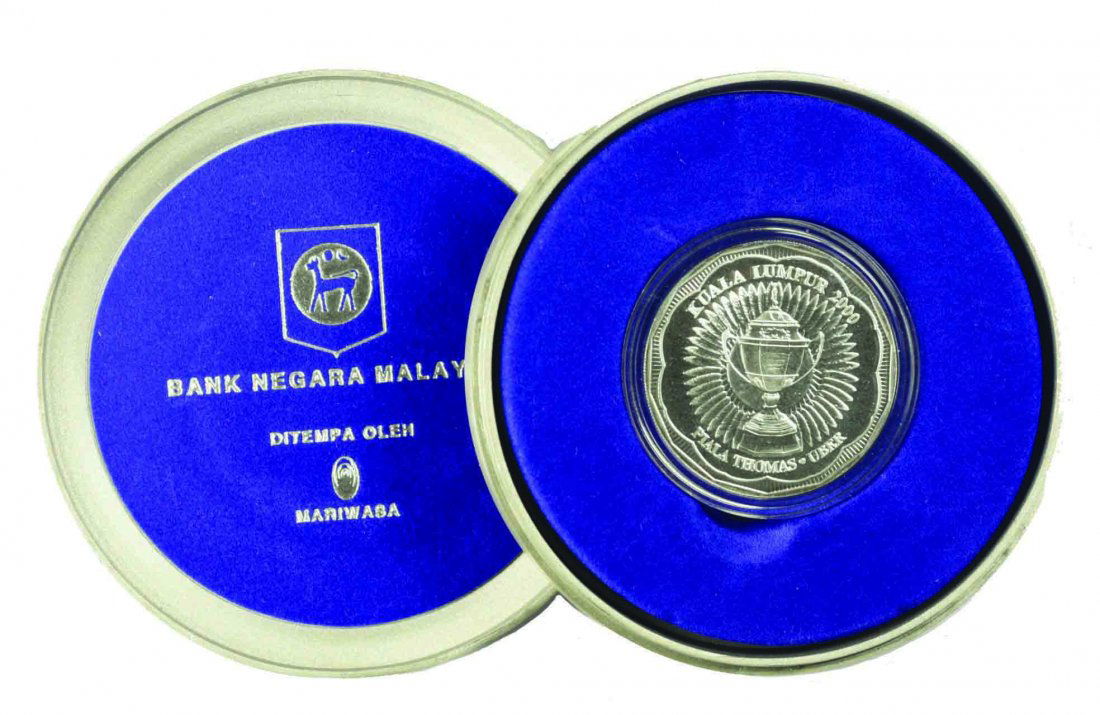 BANK NEGARA MALAY
DITEMPA OLEH
MARIWASA
KUALA LUMPUR 2000
PIALA THOMAS • UBER